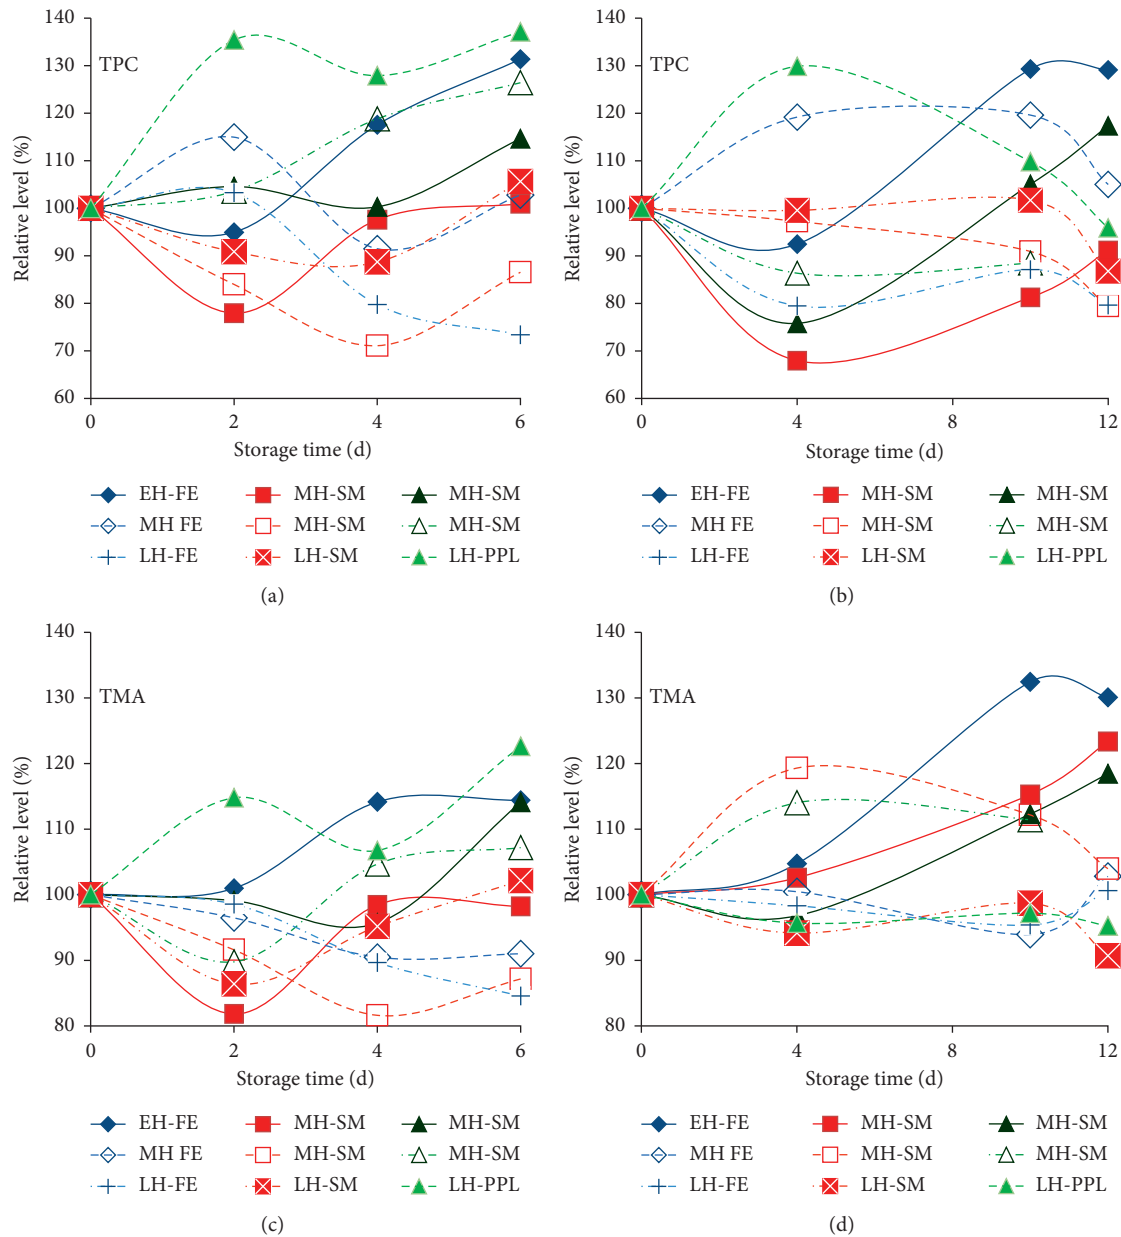 140
130
120
110
100
90
80
70
60
Relative level (%)
TPC
0
2
4
6
Storage time (d)
EH-FE
MH-SM
MH-SM
MH FE
MH-SM
MH-SM
LH-FE
LH-SM
LH-PPL
(a)
140
130
120
110
100
90
80
70
60
Relative level (%)
TPC
0
4
8
12
Storage time (d)
EH-FE
MH-SM
MH-SM
MH FE
MH-SM
MH-SM
LH-FE
LH-SM
LH-PPL
(b)
140
130
120
110
100
90
80
Relative level (%)
TMA
0
2
4
6
Storage time (d)
EH-FE
MH-SM
MH-SM
MH FE
MH-SM
MH-SM
LH-FE
LH-SM
LH-PPL
(c)
140
130
120
110
100
90
80
Relative level (%)
TMA
0
4
8
12
Storage time (d)
EH-FE
MH-SM
MH-SM
MH FE
MH-SM
MH-SM
LH-FE
LH-SM
LH-PPL
(d)